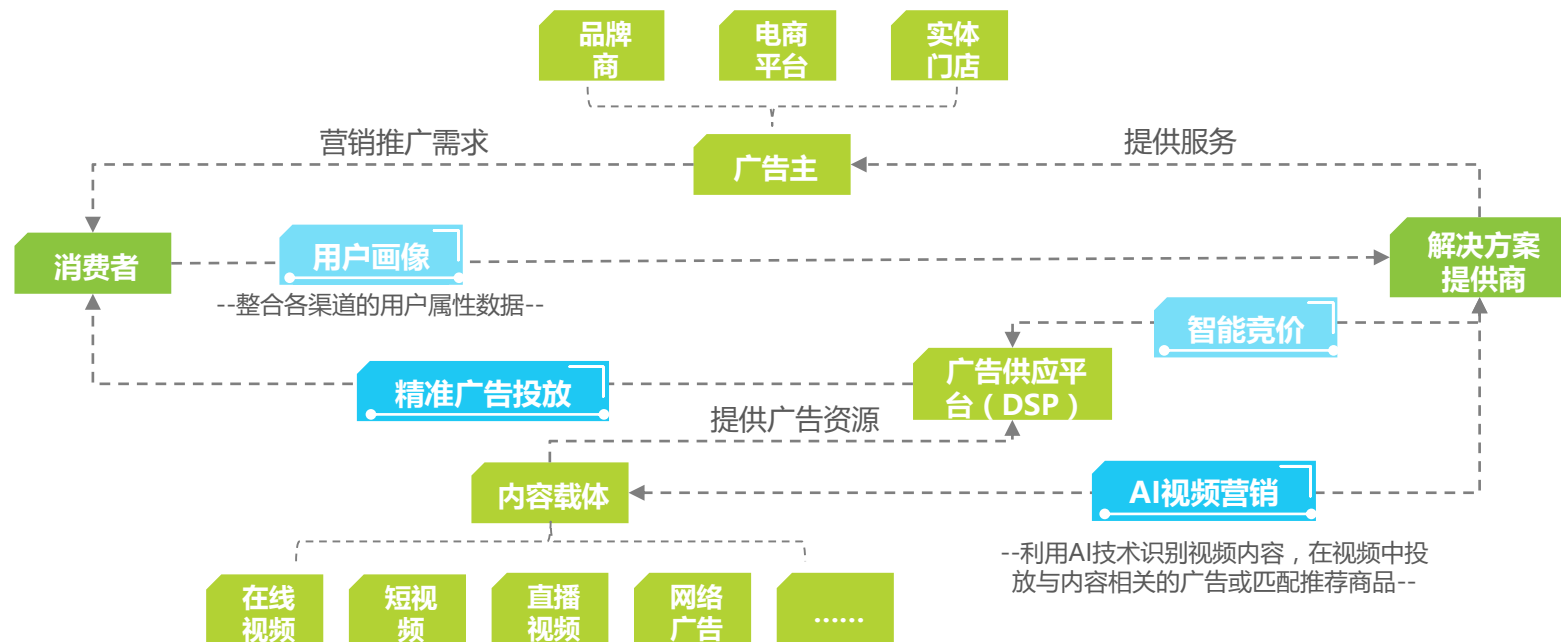 品牌
商
电商
平台
实体
门店
营销推广需求
广告主
提供服务
消费者
用户画像
--整合各渠道的用户属性数据--
解决方案
提供商
智能竞价
精准广告投放
广告供应平
台（DSP）
提供广告资源
内容载体
AI视频营销
--利用AI技术识别视频内容，在视频中投
放与内容相关的广告或匹配推荐商品--
在线
视频
短视
频
直播
视频
网络
广告
……